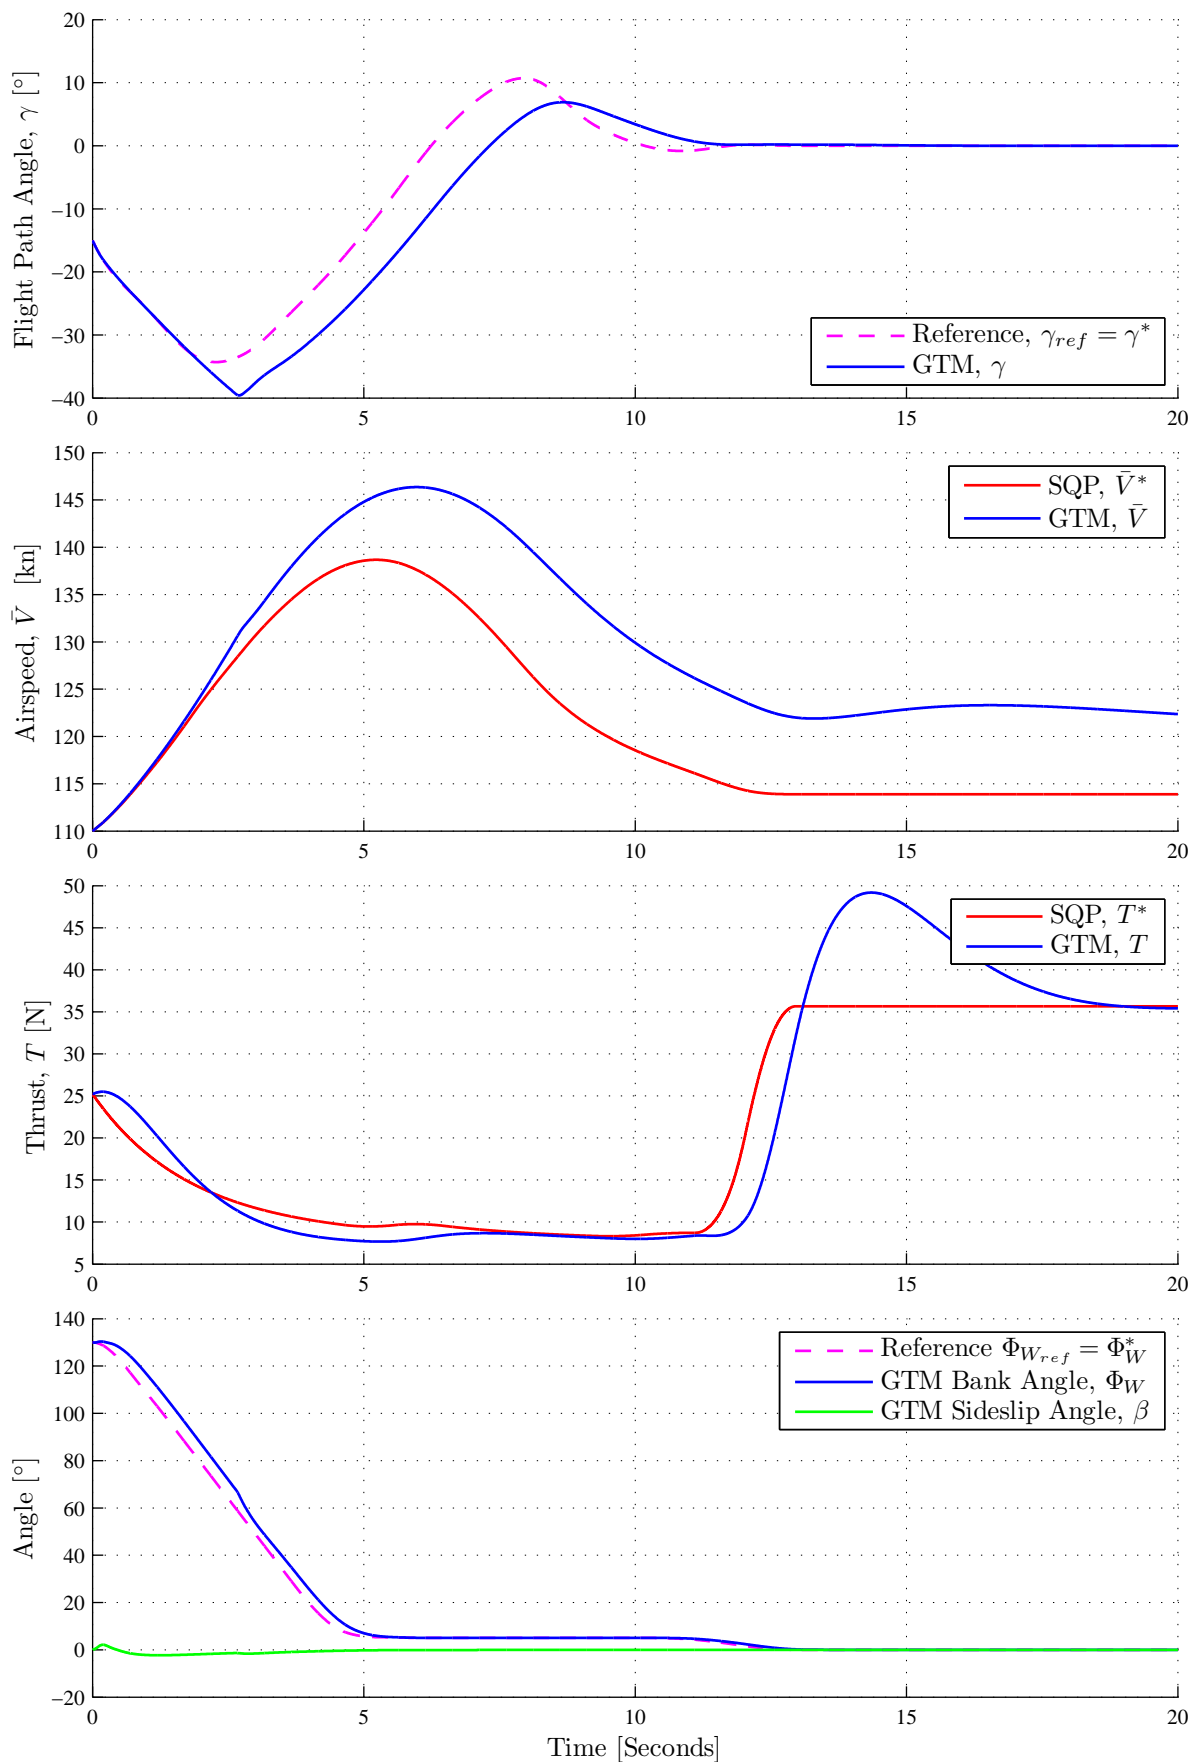 20
10
0
−10
−20
−30
−40
Flight Path Angle, γ [°]
Reference, γ_ref = γ*
GTM, γ
0 5 10 15 20
150
145
140
135
130
125
120
115
110
Airspeed, V̄ [kn]
SQP, V̄*
GTM, V̄
0 5 10 15 20
50
45
40
35
30
25
20
15
10
5
Thrust, T [N]
SQP, T*
GTM, T
0 5 10 15 20
140
120
100
80
60
40
20
0
−20
Angle [°]
Reference Φ_W_ref = Φ*_W
GTM Bank Angle, Φ_W
GTM Sideslip Angle, β
0 5 10 15 20
Time [Seconds]